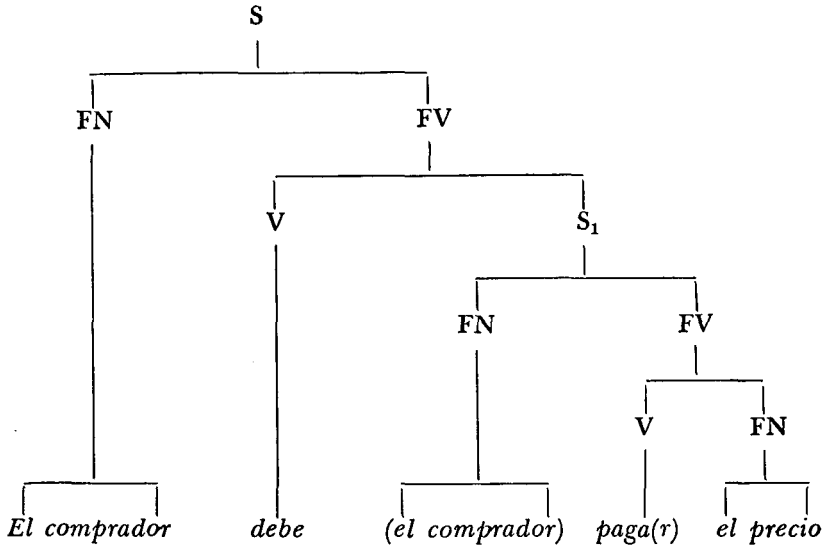 S
FN FV
V S₁
FN FV
V FN
El comprador debe (el comprador) paga(r) el precio